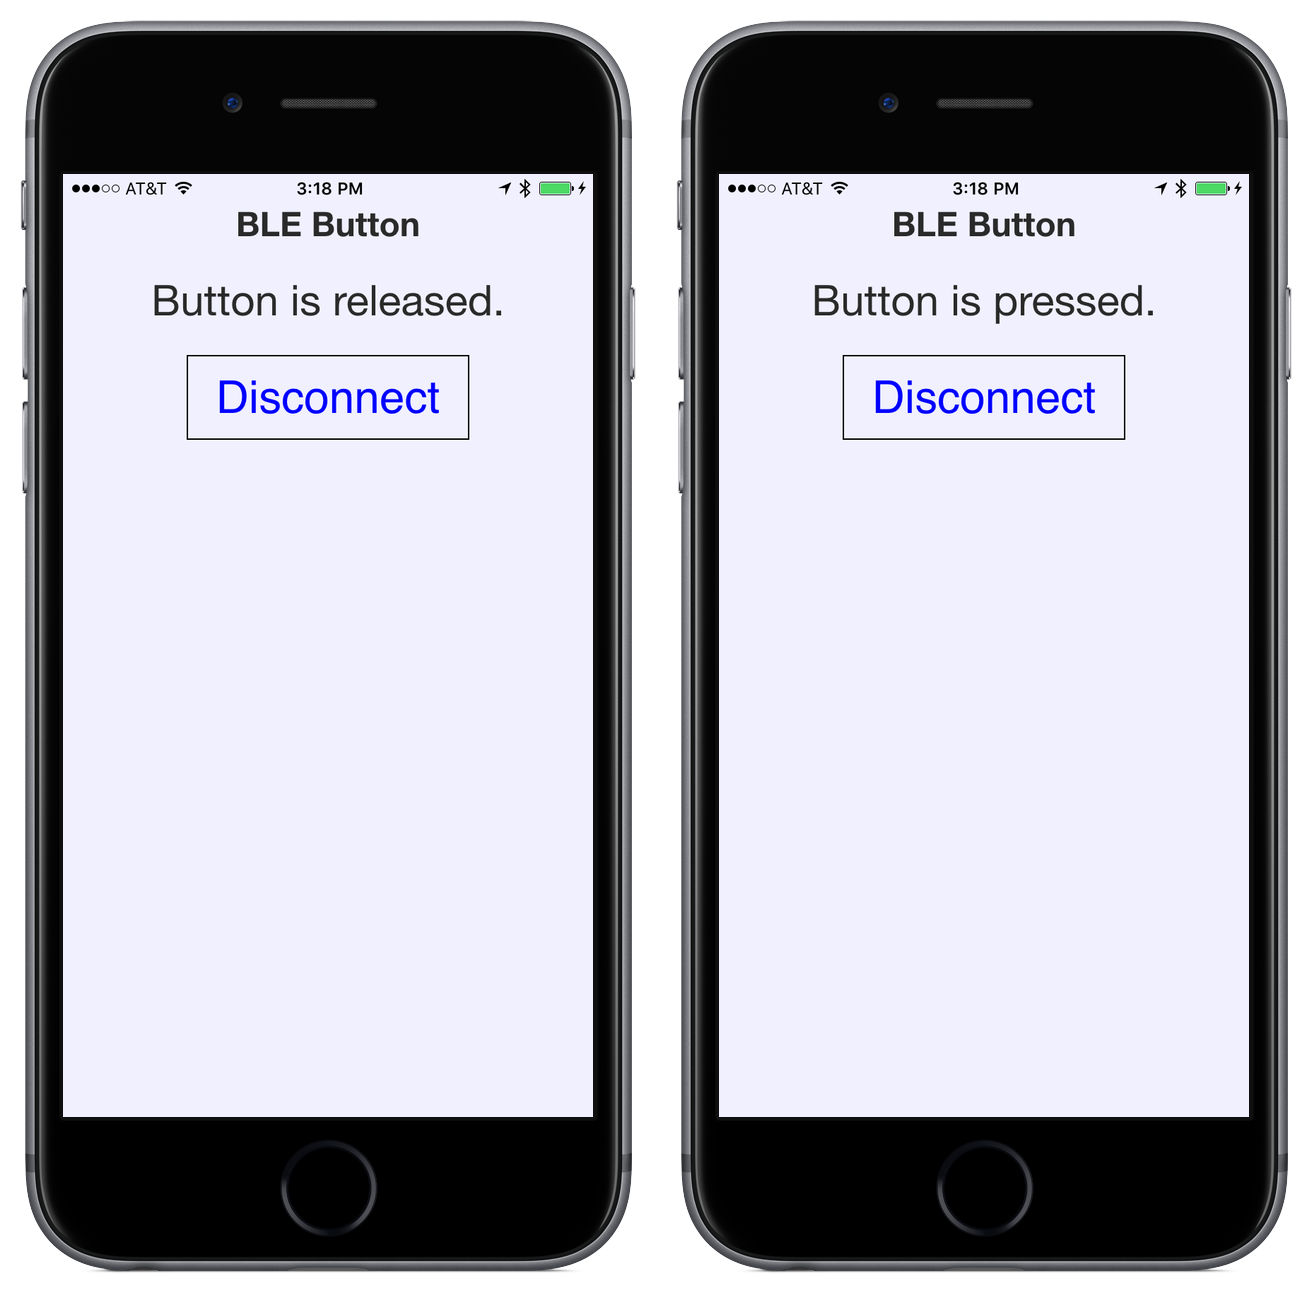 AT&T 3:18 PM
BLE Button
Button is released.
Disconnect
AT&T 3:18 PM
BLE Button
Button is pressed.
Disconnect